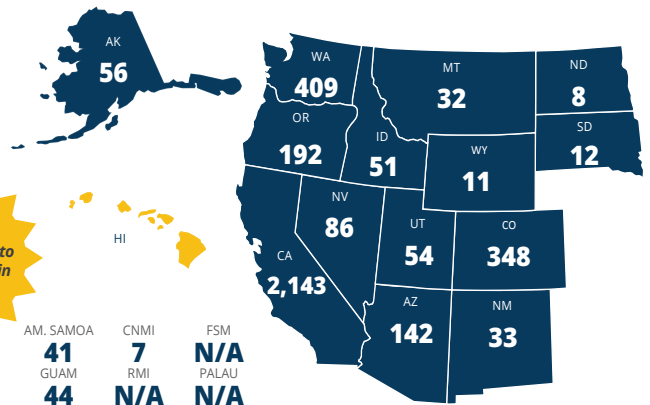 AK
56
WA
409
MT
32
ND
8
OR
192
ID
51
SD
12
WY
11
NV
86
UT
54
CO
348
CA
2,143
AZ
142
NM
33
HI
to
in
AM. SAMOA CNMI FSM
41 7 N/A
GUAM RMI PALAU
44 N/A N/A